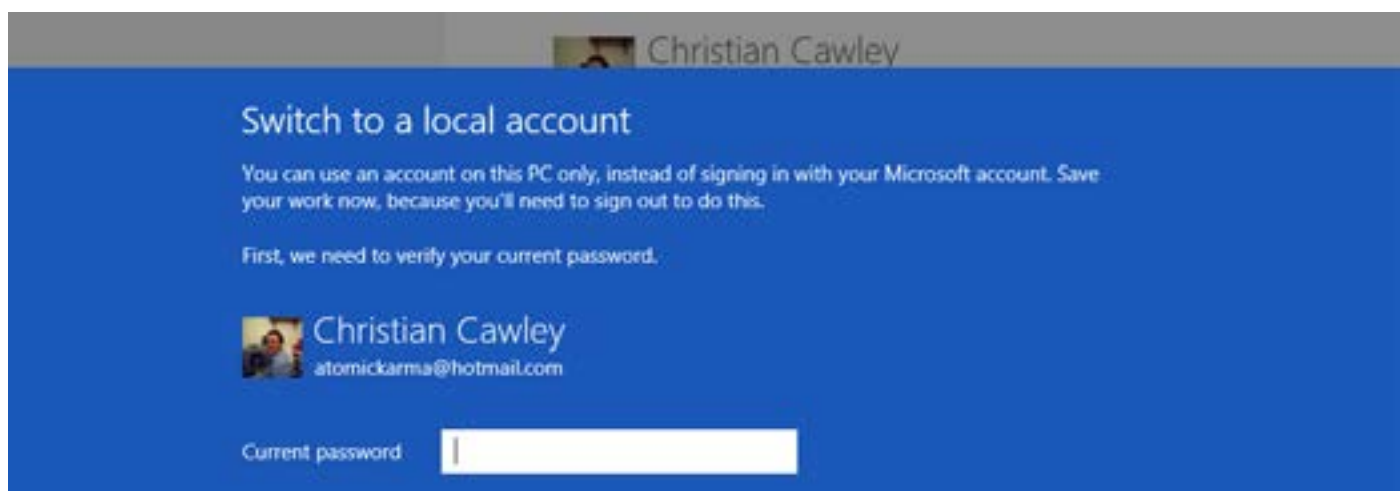 Christian Cawley
Switch to a local account
You can use an account on this PC only, instead of signing in with your Microsoft account. Save
your work now, because you'll need to sign out to do this.
First, we need to verify your current password.
Christian Cawley
atomickarma@hotmail.com
Current password